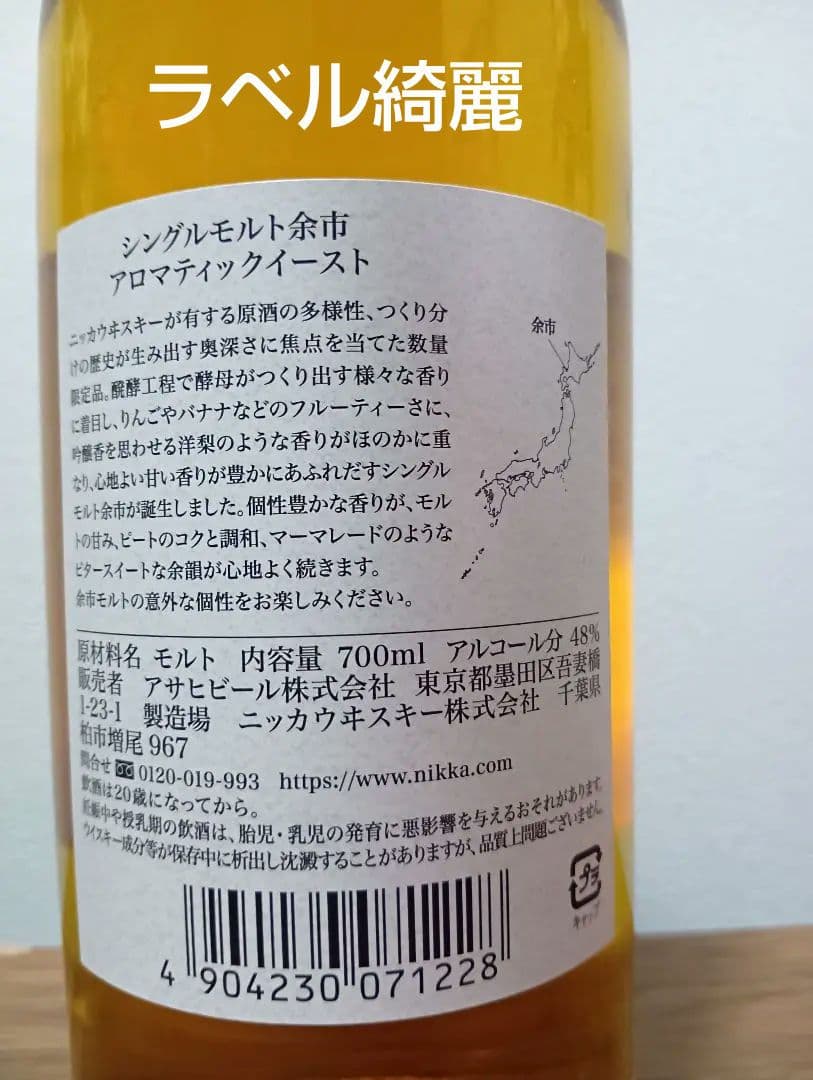 ラベル綺麗
シングルモルト余市
アロマティックイースト
ニッカウヰスキーが有する原酒の多様性、つくり分
けの歴史が生み出す奥深さに焦点を当てた数量
限定品。醗酵工程で酵母がつくり出す様々な香り
に着目し、りんごやバナナなどのフルーティーさに、
吟醸香を思わせる洋梨のような香りがほのかに重
なり、心地よい甘い香りが豊かにあふれだすシングル
モルト余市が誕生しました。個性豊かな香りが、モル
トの甘み、ピートのコクと調和、マーマレードのような
ビタースイートな余韻が心地よく続きます。
余市モルトの意外な個性をお楽しみください。
余市
原材料名 モルト 内容量 700ml アルコール分 48%
販売者 アサヒビール株式会社 東京都墨田区吾妻橋
1-23-1 製造場 ニッカウヰスキー株式会社 千葉県
柏市増尾967
問合せ 0120-019-993 https://www.nikka.com
飲酒は20歳になってから。
妊娠中や授乳期の飲酒は、胎児・乳児の発育に悪影響を与えるおそれがあります。
ウイスキー成分等が保存中に析出し沈澱することがありますが、品質上問題ございません。
プラ
キャップ
4 904230 071228